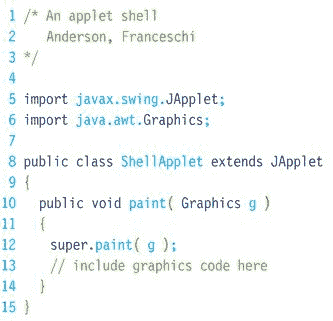 1 /* An applet shell
2    Anderson, Franceschi
3 */
4
5 import javax.swing.JApplet;
6 import java.awt.Graphics;
7
8 public class ShellApplet extends JApplet
9 {
10   public void paint( Graphics g )
11   {
12     super.paint( g );
13     // include graphics code here
14   }
15 }